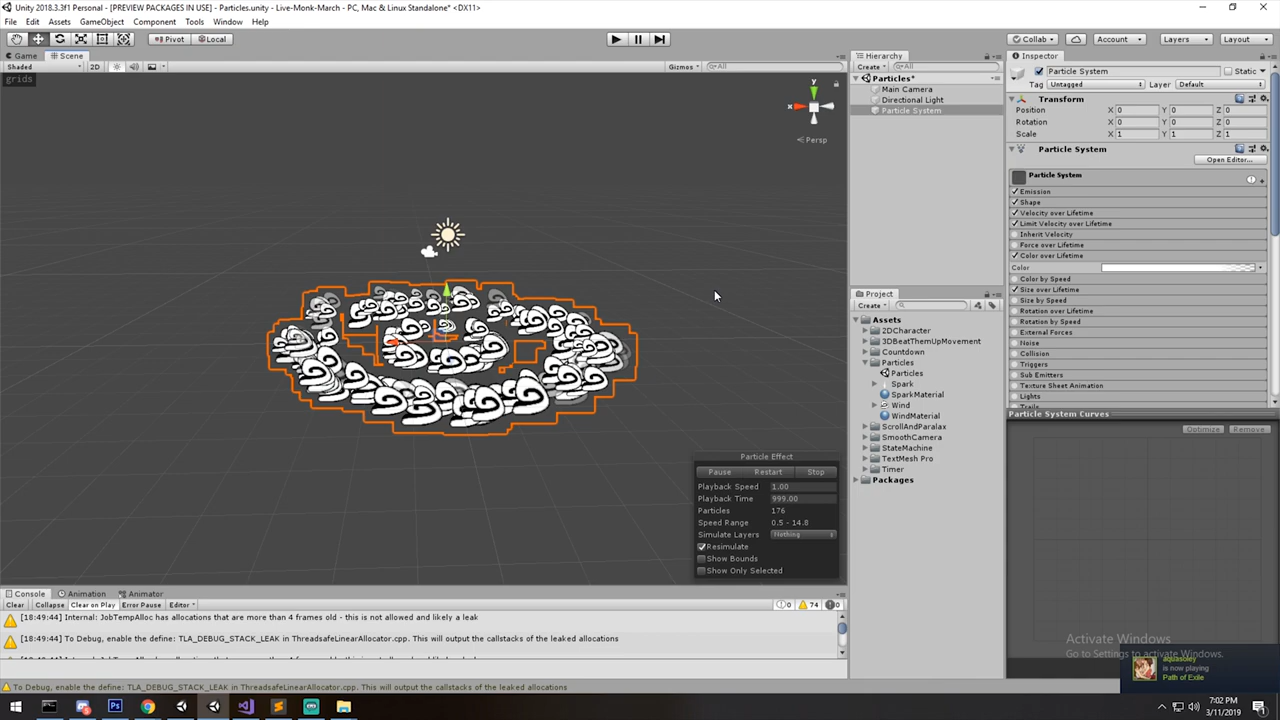 Unity 2018.3.3f1 Personal - [PREVIEW PACKAGES IN USE] - Particles.unity - Live-Monk-March - PC, Mac & Linux Standalone* <DX11>
File Edit Assets GameObject Component Tools Window Help
Pivot Local Collab Account Layers Layout
Game Scene
Shaded 2D Gizmos All
grids
y
x
Persp
Particle Effect
Pause Restart Stop
Playback Speed 1.00
Playback Time 999.00
Particles 176
Speed Range 0.5 - 14.8
Simulate Layers Nothing
Resimulate
Show Bounds
Show Only Selected
Hierarchy
Create All
Particles*
Main Camera
Directional Light
Particle System
Project
Create
Assets
2DCharacter
3DBeatThemUpMovement
Countdown
Particles
Particles
Spark
SparkMaterial
Wind
WindMaterial
ScrollAndParalax
SmoothCamera
StateMachine
TextMesh Pro
Timer
Packages
Inspector
Particle System Static
Tag Untagged Layer Default
Transform
Position X 0 Y 0 Z 0
Rotation X 0 Y 0 Z 0
Scale X 1 Y 1 Z 1
Particle System
Open Editor...
Particle System
Emission
Shape
Velocity over Lifetime
Limit Velocity over Lifetime
Inherit Velocity
Force over Lifetime
Color over Lifetime
Color
Color by Speed
Size over Lifetime
Size by Speed
Rotation over Lifetime
Rotation by Speed
External Forces
Noise
Collision
Triggers
Sub Emitters
Texture Sheet Animation
Lights
Trails
Particle System Curves
Optimize Remove
Console Animation Animator
Clear Collapse Clear on Play Error Pause Editor 0 74 0
[18:49:44] Internal: JobTempAlloc has allocations that are more than 4 frames old - this is not allowed and likely a leak
[18:49:44] To Debug, enable the define: TLA_DEBUG_STACK_LEAK in ThreadsafeLinearAllocator.cpp. This will output the callstacks of the leaked allocations
To Debug, enable the define: TLA_DEBUG_STACK_LEAK in ThreadsafeLinearAllocator.cpp. This will output the callstacks of the leaked allocations
Activate Windows
Go to Settings to activate Windows.
aquasoley
is now playing
Path of Exile
7:02 PM
3/11/2019